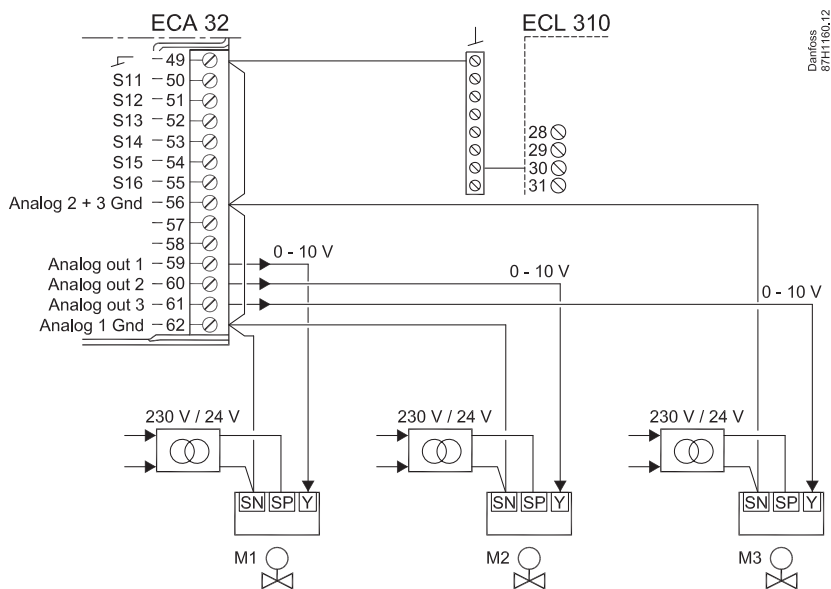 ECA 32
ECL 310
Danfoss
87H1160.12
49
S11 50
S12 51
S13 52
S14 53
S15 54
S16 55
Analog 2 + 3 Gnd 56
57
58
Analog out 1 59
Analog out 2 60
Analog out 3 61
Analog 1 Gnd 62
28
29
30
31
0 - 10 V
0 - 10 V
0 - 10 V
230 V / 24 V
230 V / 24 V
230 V / 24 V
SN SP Y
SN SP Y
SN SP Y
M1
M2
M3